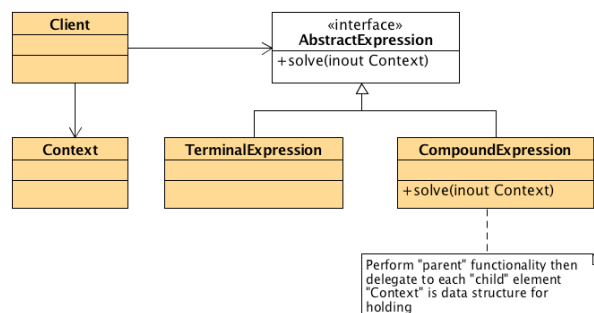 Client
«interface»
AbstractExpression
+solve(inout Context)
Context
TerminalExpression
CompoundExpression
+solve(inout Context)
Perform "parent" functionality then
delegate to each "child" element
"Context" is data structure for
holding